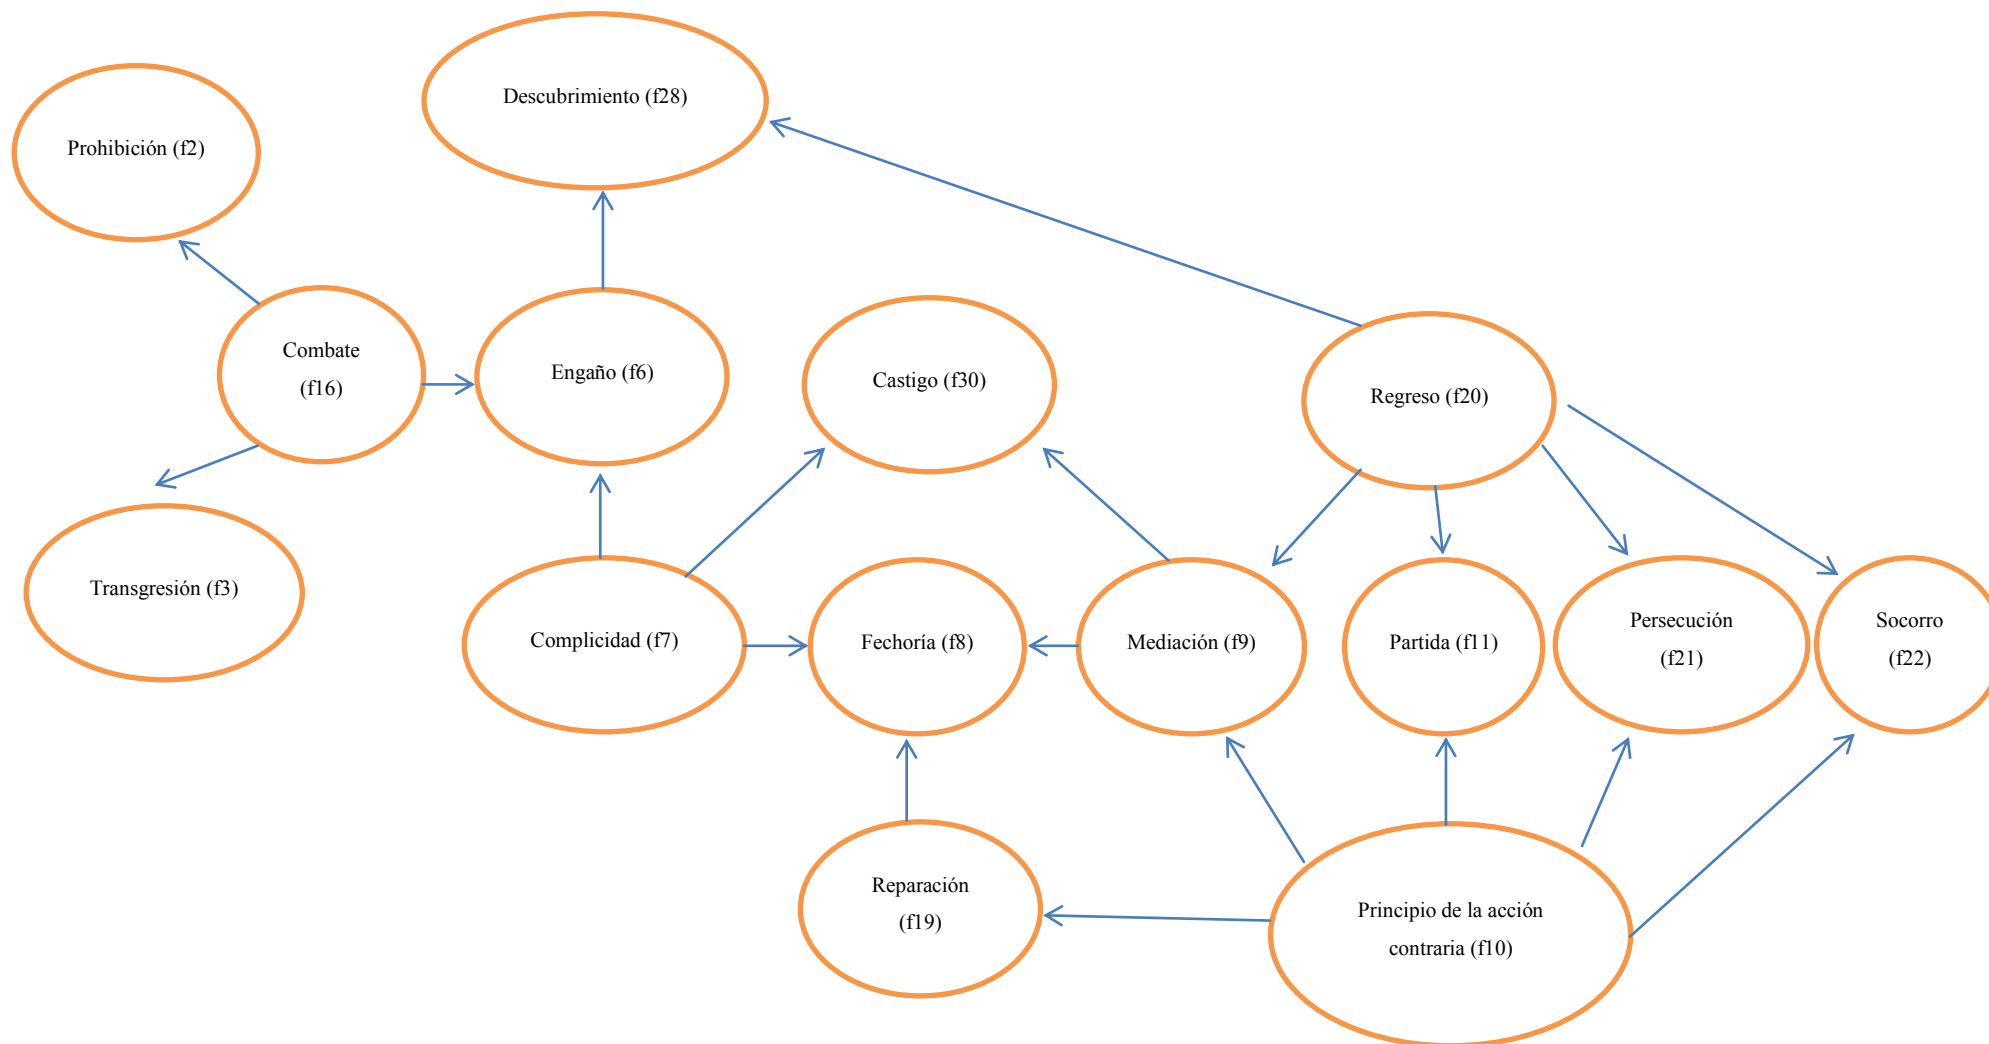 Descubrimiento (f28)
Prohibición (f2)
Combate
(f16)
Engaño (f6)
Castigo (f30)
Regreso (f20)
Transgresión (f3)
Complicidad (f7)
Fechoría (f8)
Mediación (f9)
Partida (f11)
Persecución
(f21)
Socorro
(f22)
Reparación
(f19)
Principio de la acción
contraria (f10)